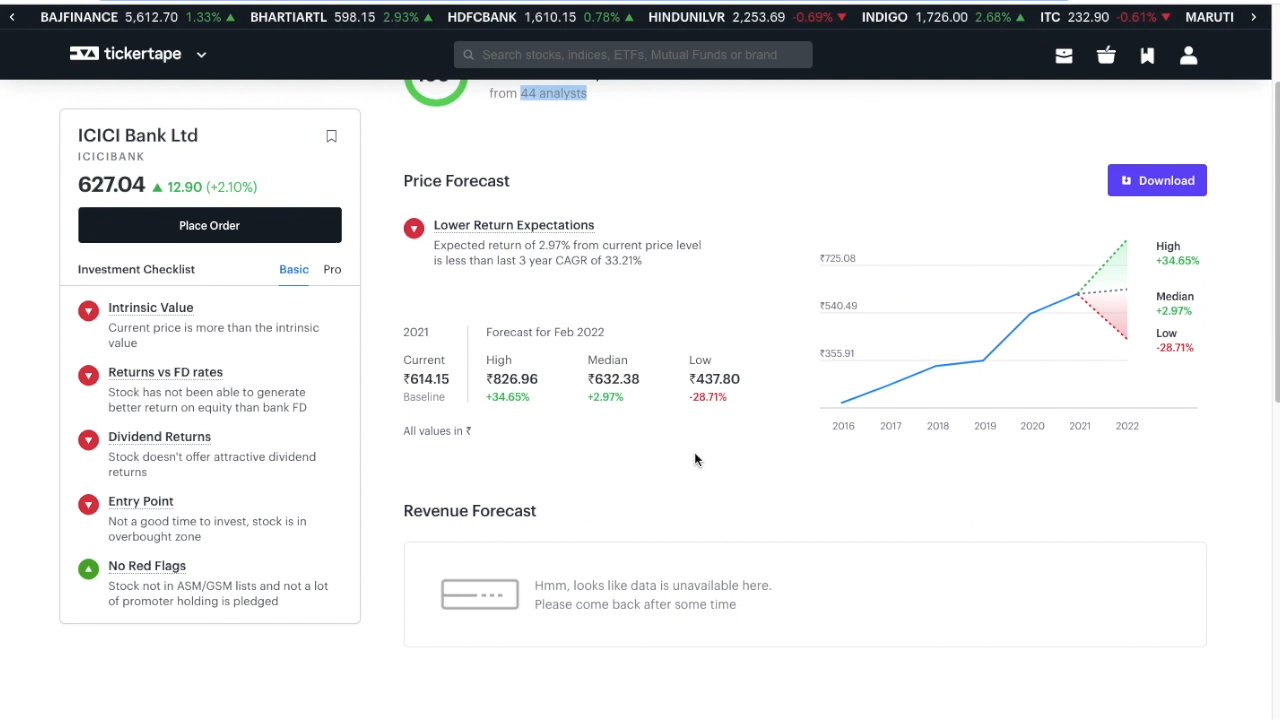 BAJFINANCE 5,612.70 1.33% BHARTIARTL 598.15 2.93% HDFCBANK 1,610.15 0.78% HINDUNILVR 2,253.69 -0.69% INDIGO 1,726.00 2.68% ITC 232.90 -0.61% MARUTI
tickertape
Search stocks, indices, ETFs, Mutual Funds or brand
from 44 analysts
ICICI Bank Ltd
ICICIBANK
627.04 12.90 (+2.10%)
Place Order
Investment Checklist Basic Pro
Intrinsic Value
Current price is more than the intrinsic
value
Returns vs FD rates
Stock has not been able to generate
better return on equity than bank FD
Dividend Returns
Stock doesn't offer attractive dividend
returns
Entry Point
Not a good time to invest, stock is in
overbought zone
No Red Flags
Stock not in ASM/GSM lists and not a lot
of promoter holding is pledged
Price Forecast
Download
Lower Return Expectations
Expected return of 2.97% from current price level
is less than last 3 year CAGR of 33.21%
2021 Forecast for Feb 2022
Current High Median Low
₹614.15 ₹826.96 ₹632.38 ₹437.80
Baseline +34.65% +2.97% -28.71%
All values in ₹
₹725.08
₹540.49
₹355.91
High
+34.65%
Median
+2.97%
Low
-28.71%
2016 2017 2018 2019 2020 2021 2022
Revenue Forecast
Hmm, looks like data is unavailable here.
Please come back after some time